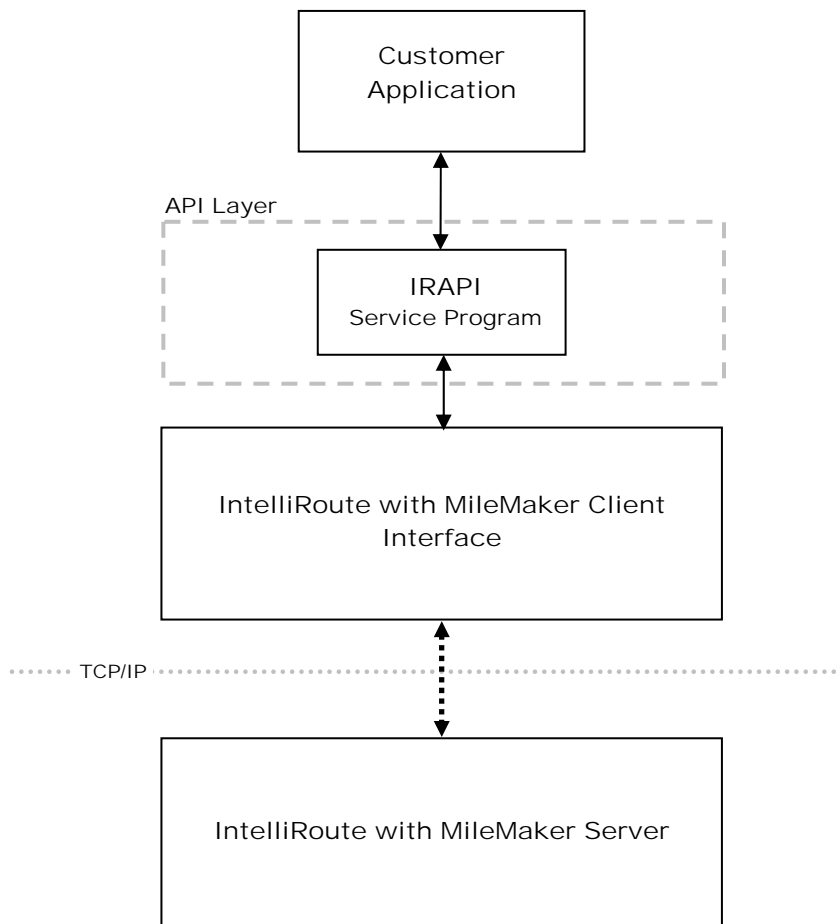 Customer
Application
API Layer
IRAPI
Service Program
IntelliRoute with MileMaker Client
Interface
TCP/IP
IntelliRoute with MileMaker Server